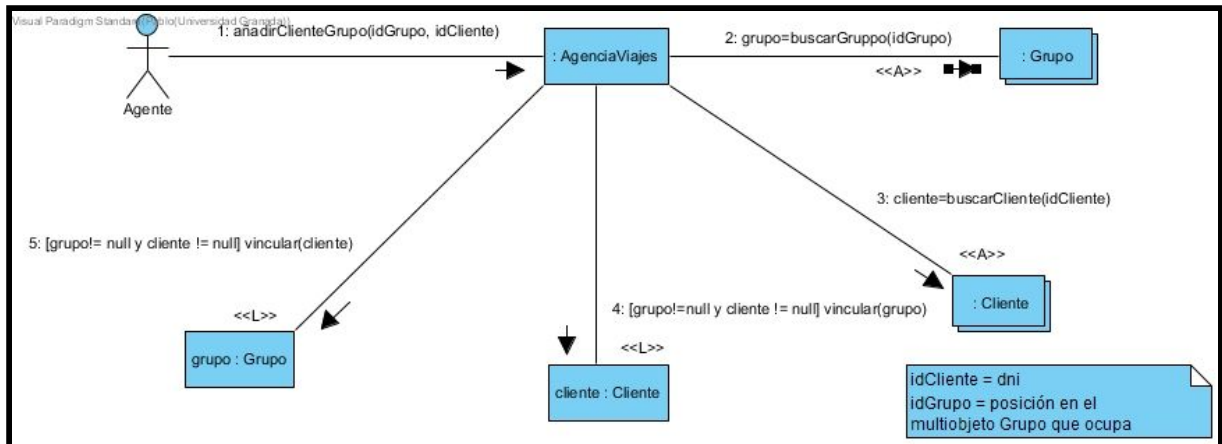 Visual Paradigm Standard(Pablo(Universidad Granada))
1: añadirClienteGrupo(idGrupo, idCliente)
Agente
: AgenciaViajes
2: grupo=buscarGruppo(idGrupo)
<<A>>
: Grupo
3: cliente=buscarCliente(idCliente)
<<A>>
: Cliente
5: [grupo!= null y cliente != null] vincular(cliente)
<<L>>
grupo : Grupo
4: [grupo!=null y cliente != null] vincular(grupo)
<<L>>
cliente : Cliente
idCliente = dni
idGrupo = posición en el
multiobjeto Grupo que ocupa